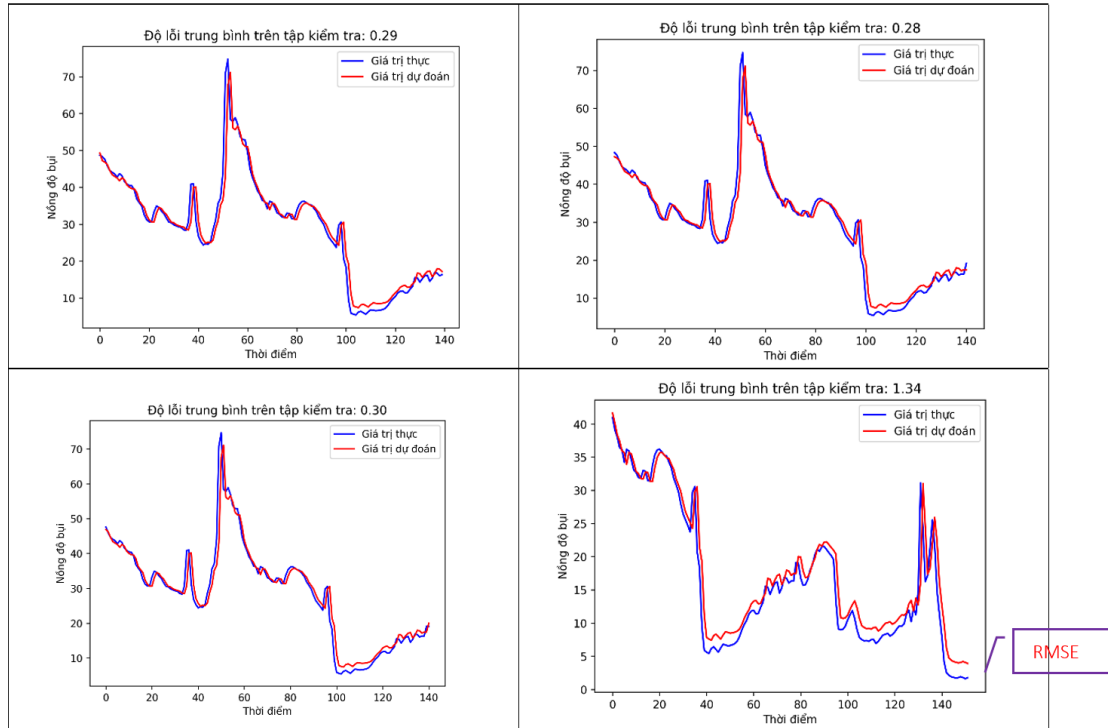 Độ lỗi trung bình trên tập kiểm tra: 0.29
Giá trị thực
Giá trị dự đoán
70
60
50
40
30
20
10
Nồng độ bụi
0 20 40 60 80 100 120 140
Thời điểm
Độ lỗi trung bình trên tập kiểm tra: 0.28
Giá trị thực
Giá trị dự đoán
70
60
50
40
30
20
10
Nồng độ bụi
0 20 40 60 80 100 120 140
Thời điểm
Độ lỗi trung bình trên tập kiểm tra: 0.30
Giá trị thực
Giá trị dự đoán
70
60
50
40
30
20
10
Nồng độ bụi
0 20 40 60 80 100 120 140
Thời điểm
Độ lỗi trung bình trên tập kiểm tra: 1.34
Giá trị thực
Giá trị dự đoán
40
35
30
25
20
15
10
5
0
Nồng độ bụi
0 20 40 60 80 100 120 140
Thời điểm
RMSE